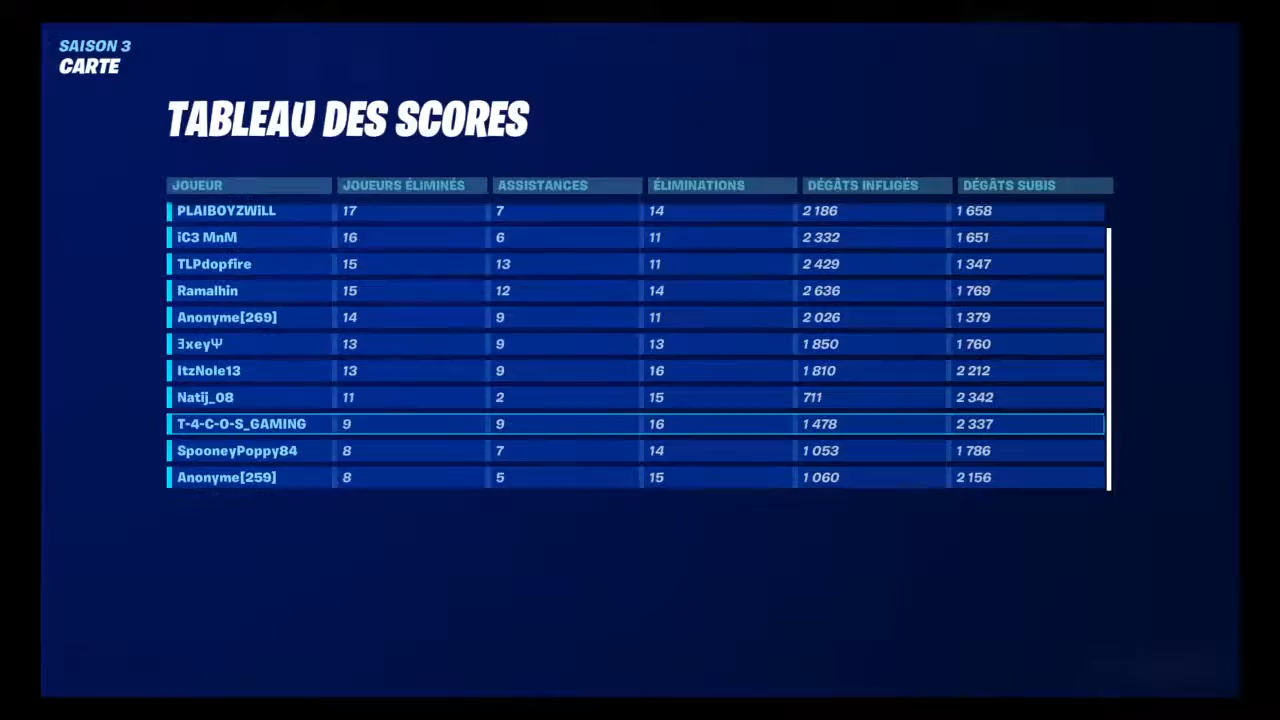 SAISON 3
CARTE
TABLEAU DES SCORES
JOUEUR JOUEURS ÉLIMINÉS ASSISTANCES ÉLIMINATIONS DÉGÂTS INFLIGÉS DÉGÂTS SUBIS
PLAIBOYZWiLL 17 7 14 2 186 1 658
iC3 MnM 16 6 11 2 332 1 651
TLPdopfire 15 13 11 2 429 1 347
Ramalhin 15 12 14 2 636 1 769
Anonyme[269] 14 9 11 2 026 1 379
ƎxeyΨ 13 9 13 1 850 1 760
ItzNole13 13 9 16 1 810 2 212
Natij_08 11 2 15 711 2 342
T-4-C-O-S_GAMING 9 9 16 1 478 2 337
SpooneyPoppy84 8 7 14 1 053 1 786
Anonyme[259] 8 5 15 1 060 2 156